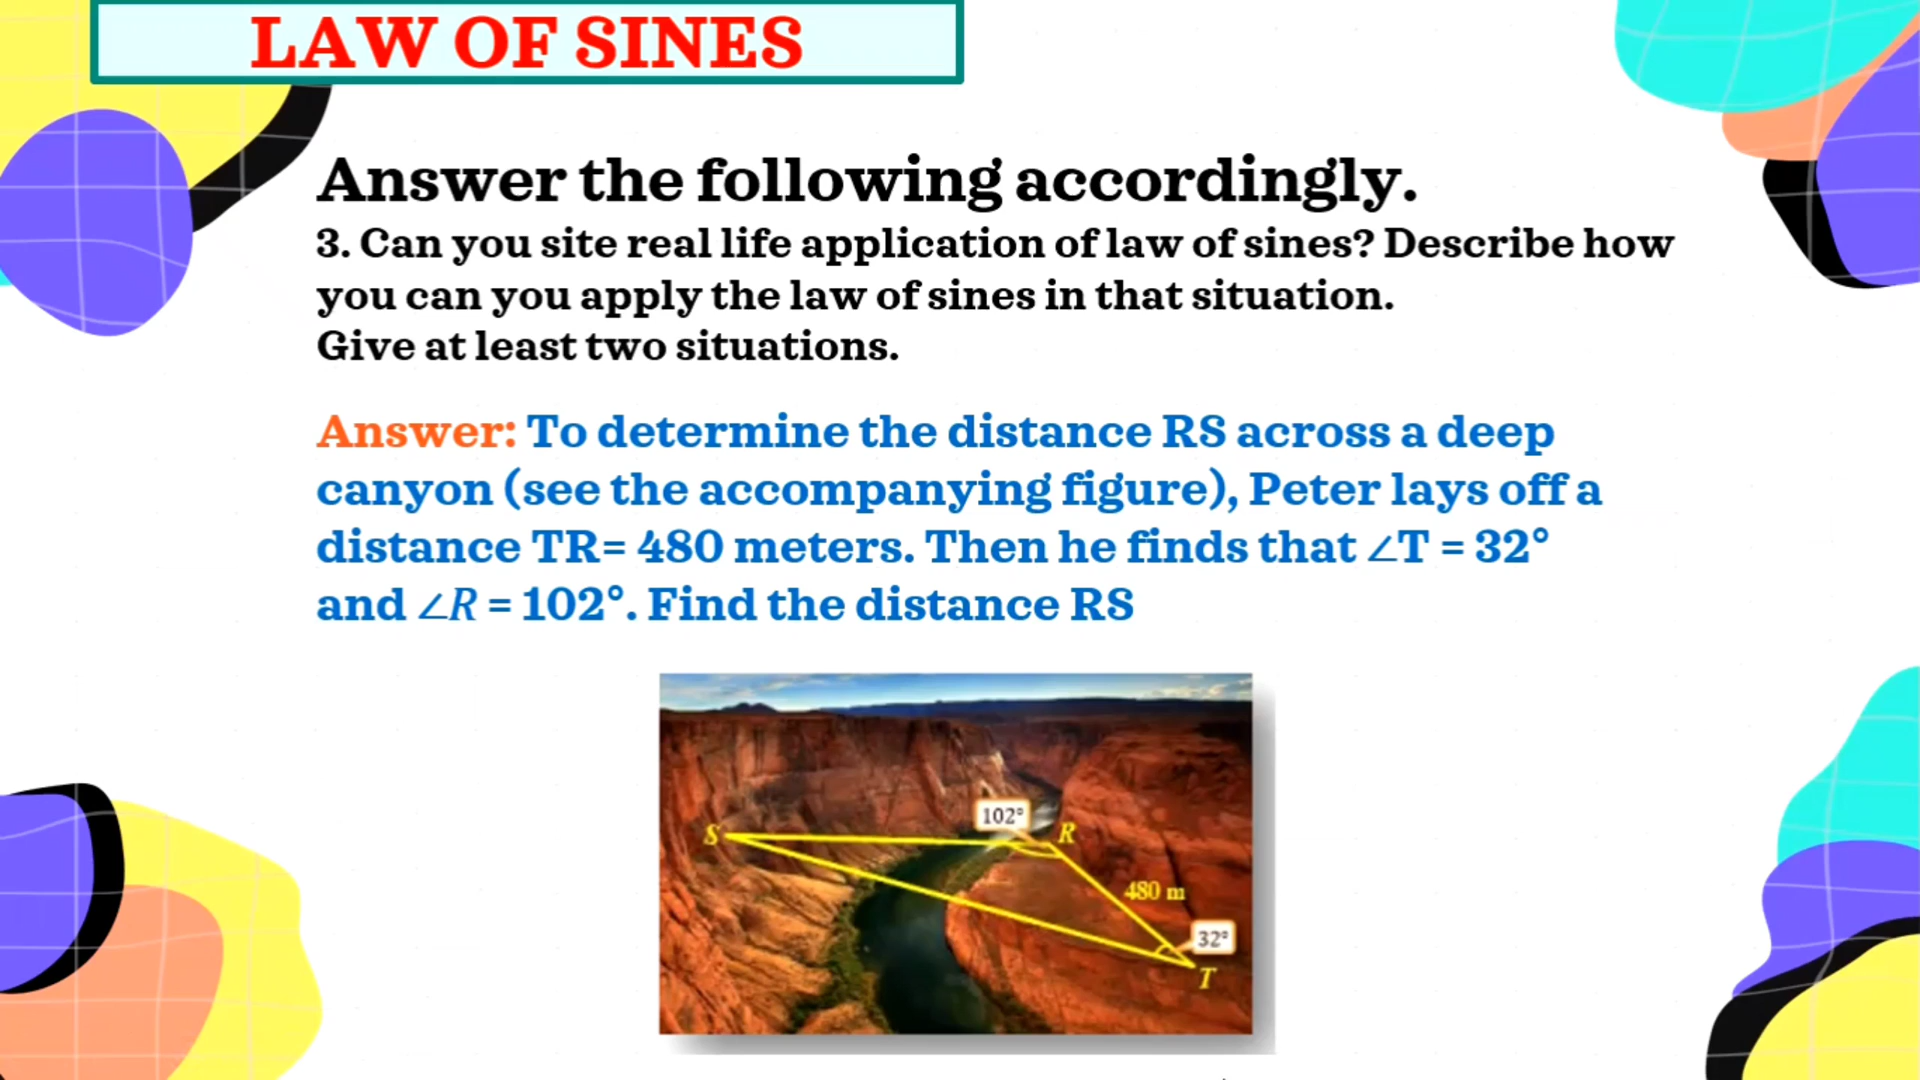 LAW OF SINES
Answer the following accordingly.
3. Can you site real life application of law of sines? Describe how
you can you apply the law of sines in that situation.
Give at least two situations.
Answer: To determine the distance RS across a deep
canyon (see the accompanying figure), Peter lays off a
distance TR= 480 meters. Then he finds that ∠T = 32°
and ∠R = 102°. Find the distance RS
102°
S
R
480 m
32°
T